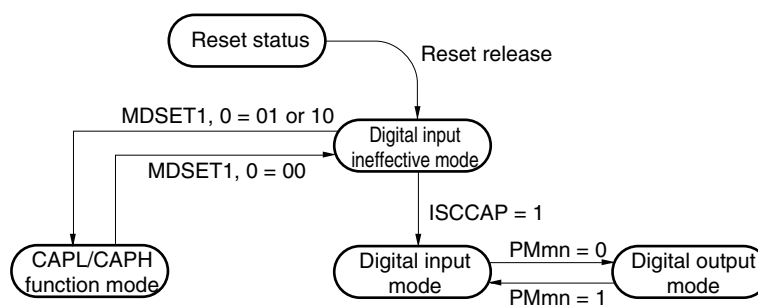 Reset status
Reset release
MDSET1, 0 = 01 or 10
Digital input
ineffective mode
MDSET1, 0 = 00
ISCCAP = 1
CAPL/CAPH
function mode
Digital input
mode
PMmn = 0
PMmn = 1
Digital output
mode